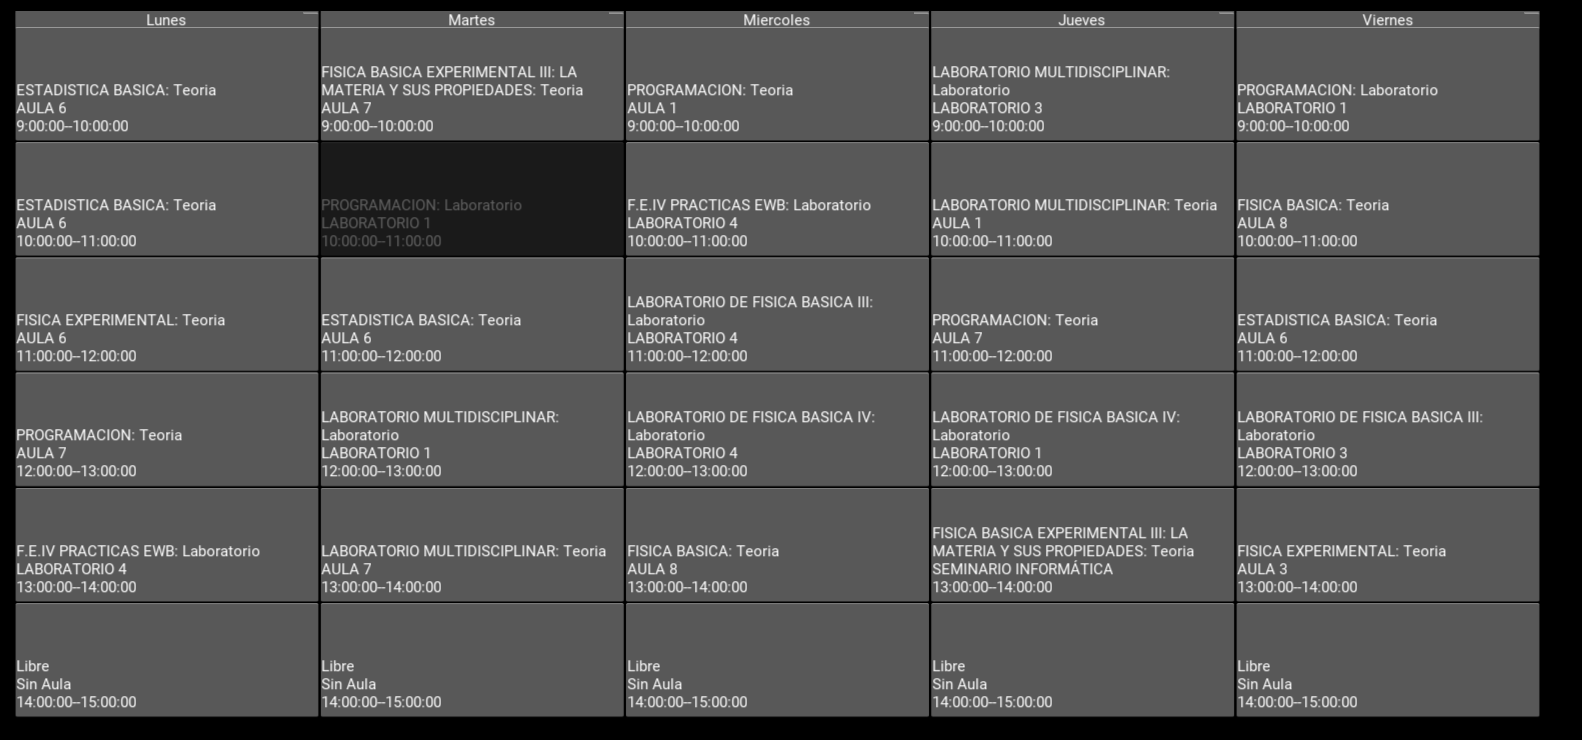 Lunes
Martes
Miercoles
Jueves
Viernes
ESTADISTICA BASICA: Teoria
AULA 6
9:00:00–10:00:00
FISICA BASICA EXPERIMENTAL III: LA
MATERIA Y SUS PROPIEDADES: Teoria
AULA 7
9:00:00–10:00:00
PROGRAMACION: Teoria
AULA 1
9:00:00–10:00:00
LABORATORIO MULTIDISCIPLINAR:
Laboratorio
LABORATORIO 3
9:00:00–10:00:00
PROGRAMACION: Laboratorio
LABORATORIO 1
9:00:00–10:00:00
ESTADISTICA BASICA: Teoria
AULA 6
10:00:00–11:00:00
PROGRAMACION: Laboratorio
LABORATORIO 1
10:00:00–11:00:00
F.E.IV PRACTICAS EWB: Laboratorio
LABORATORIO 4
10:00:00–11:00:00
LABORATORIO MULTIDISCIPLINAR: Teoria
AULA 1
10:00:00–11:00:00
FISICA BASICA: Teoria
AULA 8
10:00:00–11:00:00
FISICA EXPERIMENTAL: Teoria
AULA 6
11:00:00–12:00:00
ESTADISTICA BASICA: Teoria
AULA 6
11:00:00–12:00:00
LABORATORIO DE FISICA BASICA III:
Laboratorio
LABORATORIO 4
11:00:00–12:00:00
PROGRAMACION: Teoria
AULA 7
11:00:00–12:00:00
ESTADISTICA BASICA: Teoria
AULA 6
11:00:00–12:00:00
PROGRAMACION: Teoria
AULA 7
12:00:00–13:00:00
LABORATORIO MULTIDISCIPLINAR:
Laboratorio
LABORATORIO 1
12:00:00–13:00:00
LABORATORIO DE FISICA BASICA IV:
Laboratorio
LABORATORIO 4
12:00:00–13:00:00
LABORATORIO DE FISICA BASICA IV:
Laboratorio
LABORATORIO 1
12:00:00–13:00:00
LABORATORIO DE FISICA BASICA III:
Laboratorio
LABORATORIO 3
12:00:00–13:00:00
F.E.IV PRACTICAS EWB: Laboratorio
LABORATORIO 4
13:00:00–14:00:00
LABORATORIO MULTIDISCIPLINAR: Teoria
AULA 7
13:00:00–14:00:00
FISICA BASICA: Teoria
AULA 8
13:00:00–14:00:00
FISICA BASICA EXPERIMENTAL III: LA
MATERIA Y SUS PROPIEDADES: Teoria
SEMINARIO INFORMÁTICA
13:00:00–14:00:00
FISICA EXPERIMENTAL: Teoria
AULA 3
13:00:00–14:00:00
Libre
Sin Aula
14:00:00–15:00:00
Libre
Sin Aula
14:00:00–15:00:00
Libre
Sin Aula
14:00:00–15:00:00
Libre
Sin Aula
14:00:00–15:00:00
Libre
Sin Aula
14:00:00–15:00:00